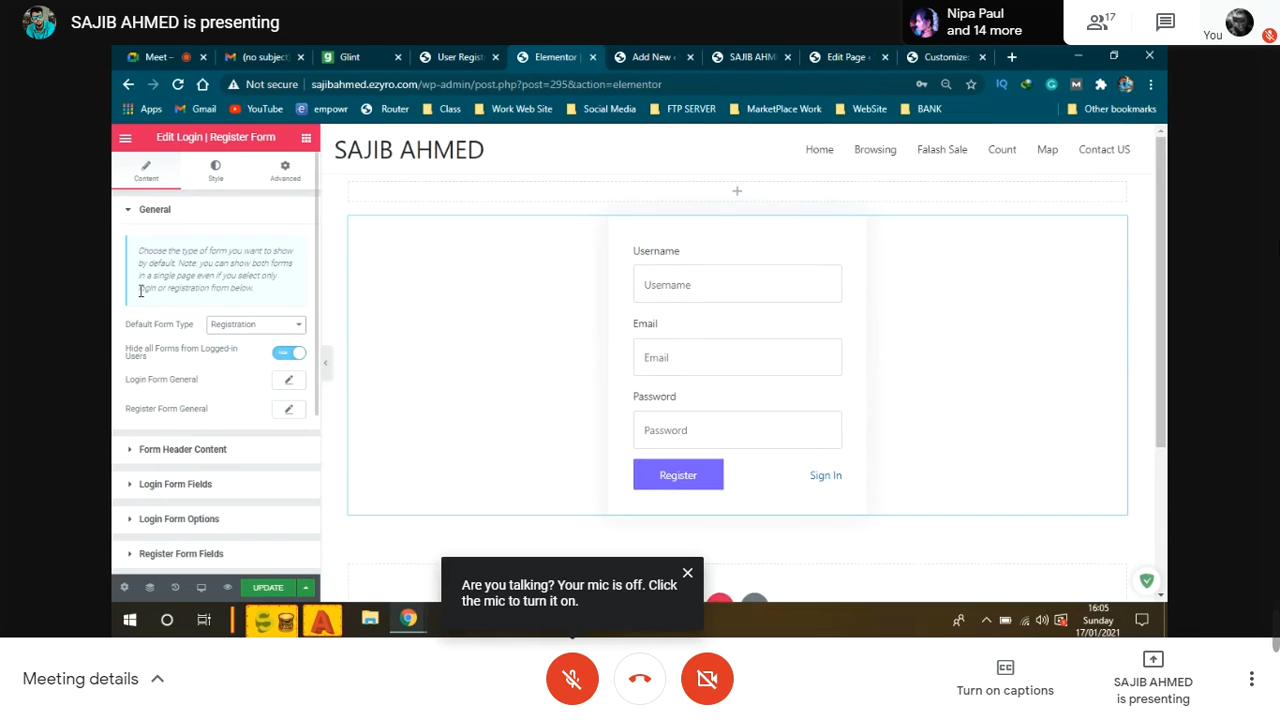 SAJIB AHMED is presenting
Nipa Paul
and 14 more
17
You
Meet –
(no subject
Glint
User Regist
Elementor |
Add New
SAJIB AHM
Edit Page
Customize:
Not secure
sajibahmed.ezyro.com/wp-admin/post.php?post=295&action=elementor
Apps
Gmail
YouTube
empowr
Router
Class
Work Web Site
Social Media
FTP SERVER
MarketPlace Work
WebSite
BANK
Other bookmarks
Edit Login | Register Form
Content
Style
Advanced
General
Choose the type of form you want to show
by default. Note: you can show both forms
in a single page even if you select only
login or registration from below.
Default Form Type
Registration
Hide all Forms from Logged-in
Users
Login Form General
Register Form General
Form Header Content
Login Form Fields
Login Form Options
Register Form Fields
UPDATE
SAJIB AHMED
Home
Browsing
Falash Sale
Count
Map
Contact US
Username
Username
Email
Email
Password
Password
Register
Sign In
Are you talking? Your mic is off. Click
the mic to turn it on.
16:05
Sunday
17/01/2021
Meeting details
Turn on captions
SAJIB AHMED
is presenting